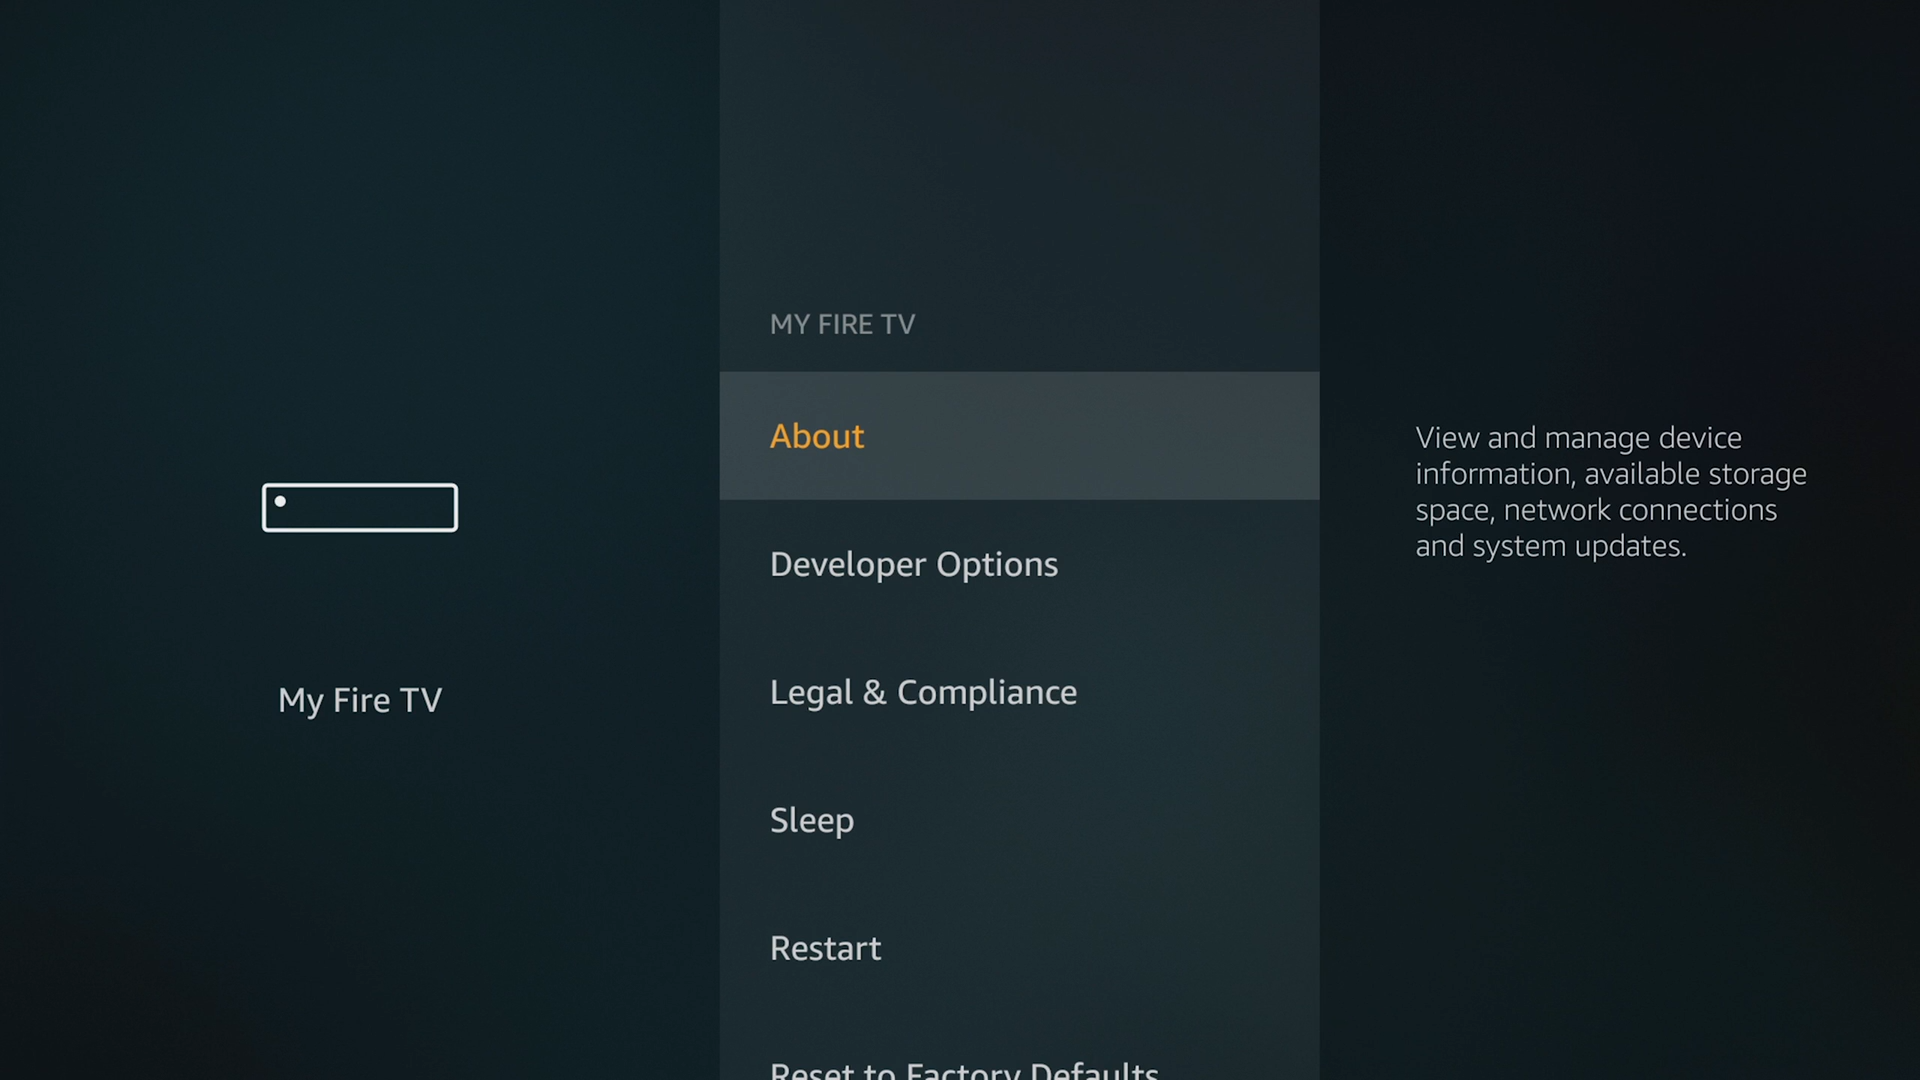 MY FIRE TV
About
Developer Options
Legal & Compliance
Sleep
Restart
Reset to Factory Defaults
My Fire TV
View and manage device
information, available storage
space, network connections
and system updates.